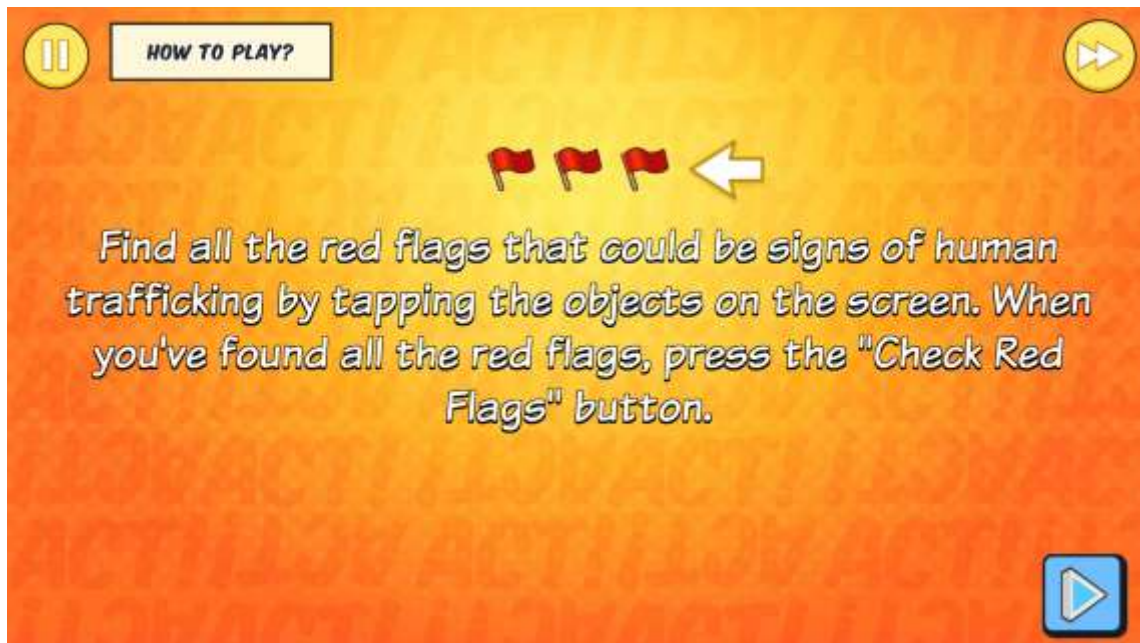 HOW TO PLAY?
Find all the red flags that could be signs of human
trafficking by tapping the objects on the screen. When
you've found all the red flags, press the "Check Red
Flags" button.